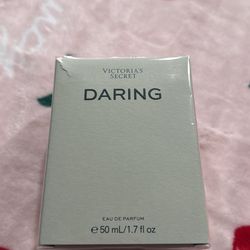 VICTORIA'S
SECRET
DARING
EAU DE PARFUM
℮ 50 mL/1.7 fl oz